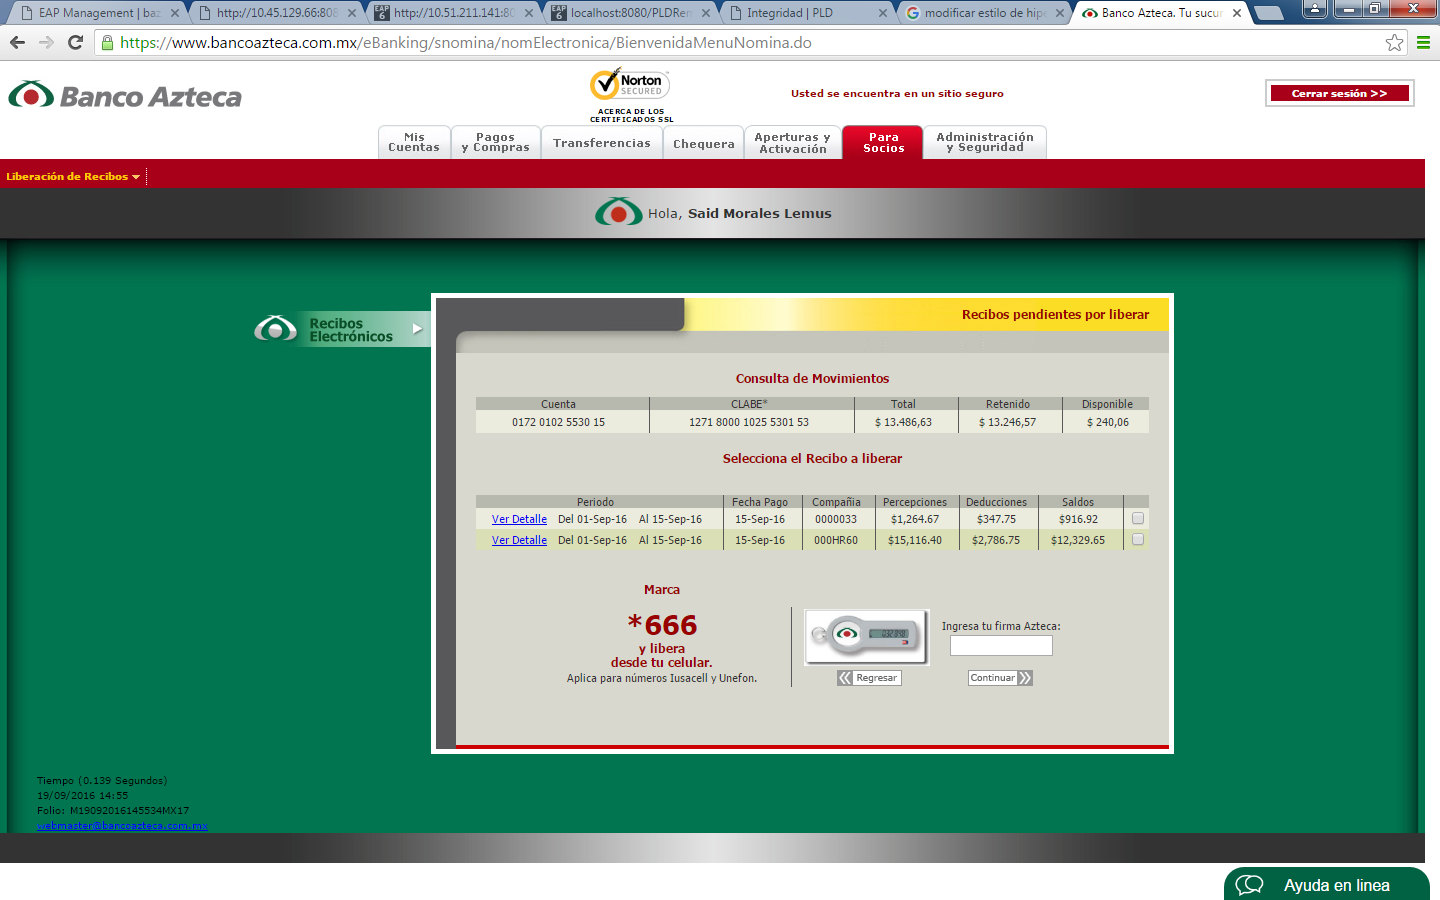 EAP Management | baz
http://10.45.129.66:808
http://10.51.211.141:80
localhost:8080/PLDRem
Integridad | PLD
modificar estilo de hipe
Banco Azteca. Tu sucur
https://www.bancoazteca.com.mx/eBanking/snomina/nomElectronica/BienvenidaMenuNomina.do
Banco Azteca
Norton
SECURED
ACERCA DE LOS
CERTIFICADOS SSL
Usted se encuentra en un sitio seguro
Cerrar sesión >>
Mis Cuentas
Pagos y Compras
Transferencias
Chequera
Aperturas y Activación
Para Socios
Administración y Seguridad
Liberación de Recibos
Hola, Said Morales Lemus
Recibos
Electrónicos
Recibos pendientes por liberar
Consulta de Movimientos
Cuenta CLABE* Total Retenido Disponible
0172 0102 5530 15 1271 8000 1025 5301 53 $ 13.486,63 $ 13.246,57 $ 240,06
Selecciona el Recibo a liberar
Periodo Fecha Pago Compañia Percepciones Deducciones Saldos
Ver Detalle Del 01-Sep-16 Al 15-Sep-16 15-Sep-16 0000033 $1,264.67 $347.75 $916.92
Ver Detalle Del 01-Sep-16 Al 15-Sep-16 15-Sep-16 000HR60 $15,116.40 $2,786.75 $12,329.65
Marca
*666
y libera
desde tu celular.
Aplica para números Iusacell y Unefon.
Ingresa tu firma Azteca:
Regresar
Continuar
Tiempo (0.139 Segundos)
19/09/2016 14:55
Folio: M19092016145534MX17
webmaster@bancoazteca.com.mx
Ayuda en linea